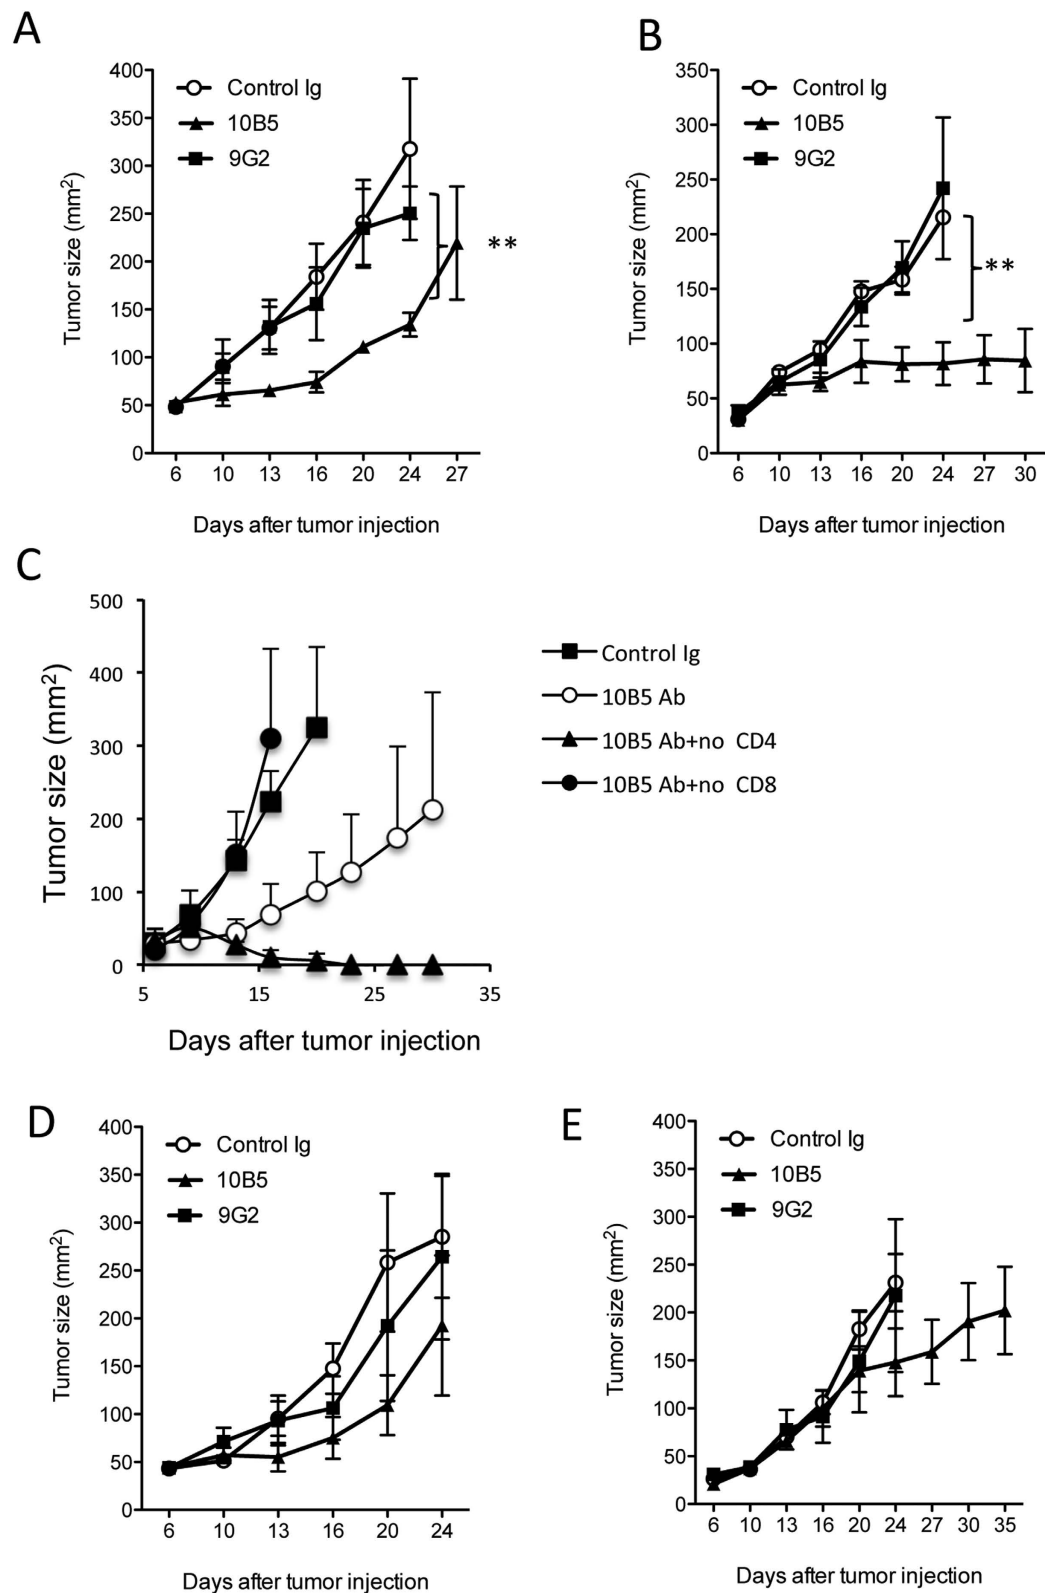 A
Tumor size (mm²)
400
350
300
250
200
150
100
50
0
Control Ig
10B5
9G2
**
6 10 13 16 20 24 27
Days after tumor injection
B
Tumor size (mm²)
350
300
250
200
150
100
50
0
Control Ig
10B5
9G2
**
6 10 13 16 20 24 27 30
Days after tumor injection
C
Tumor size (mm²)
500
400
300
200
100
0
5 15 25 35
Days after tumor injection
Control Ig
10B5 Ab
10B5 Ab+no CD4
10B5 Ab+no CD8
D
Tumor size (mm²)
400
350
300
250
200
150
100
50
0
Control Ig
10B5
9G2
6 10 13 16 20 24
Days after tumor injection
E
Tumor size (mm²)
400
350
300
250
200
150
100
50
0
Control Ig
10B5
9G2
6 10 13 16 20 24 27 30 35
Days after tumor injection